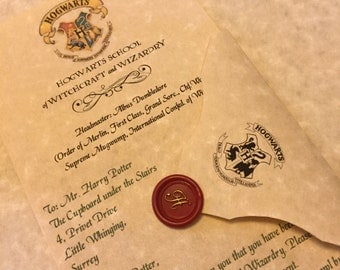 HOGWARTS
HOGWARTS SCHOOL
of WITCHCRAFT and WIZARDRY
Headmaster: Albus Dumbledore
(Order of Merlin, First Class, Grand Sorc., Chf
Supreme Mugwump, International Confed. of
To: Mr. Harry Potter
The Cupboard under the Stairs
4, Privet Drive
Little Whinging,
Surrey
HOGWARTS
H
you that you have been
Wizardry. Please